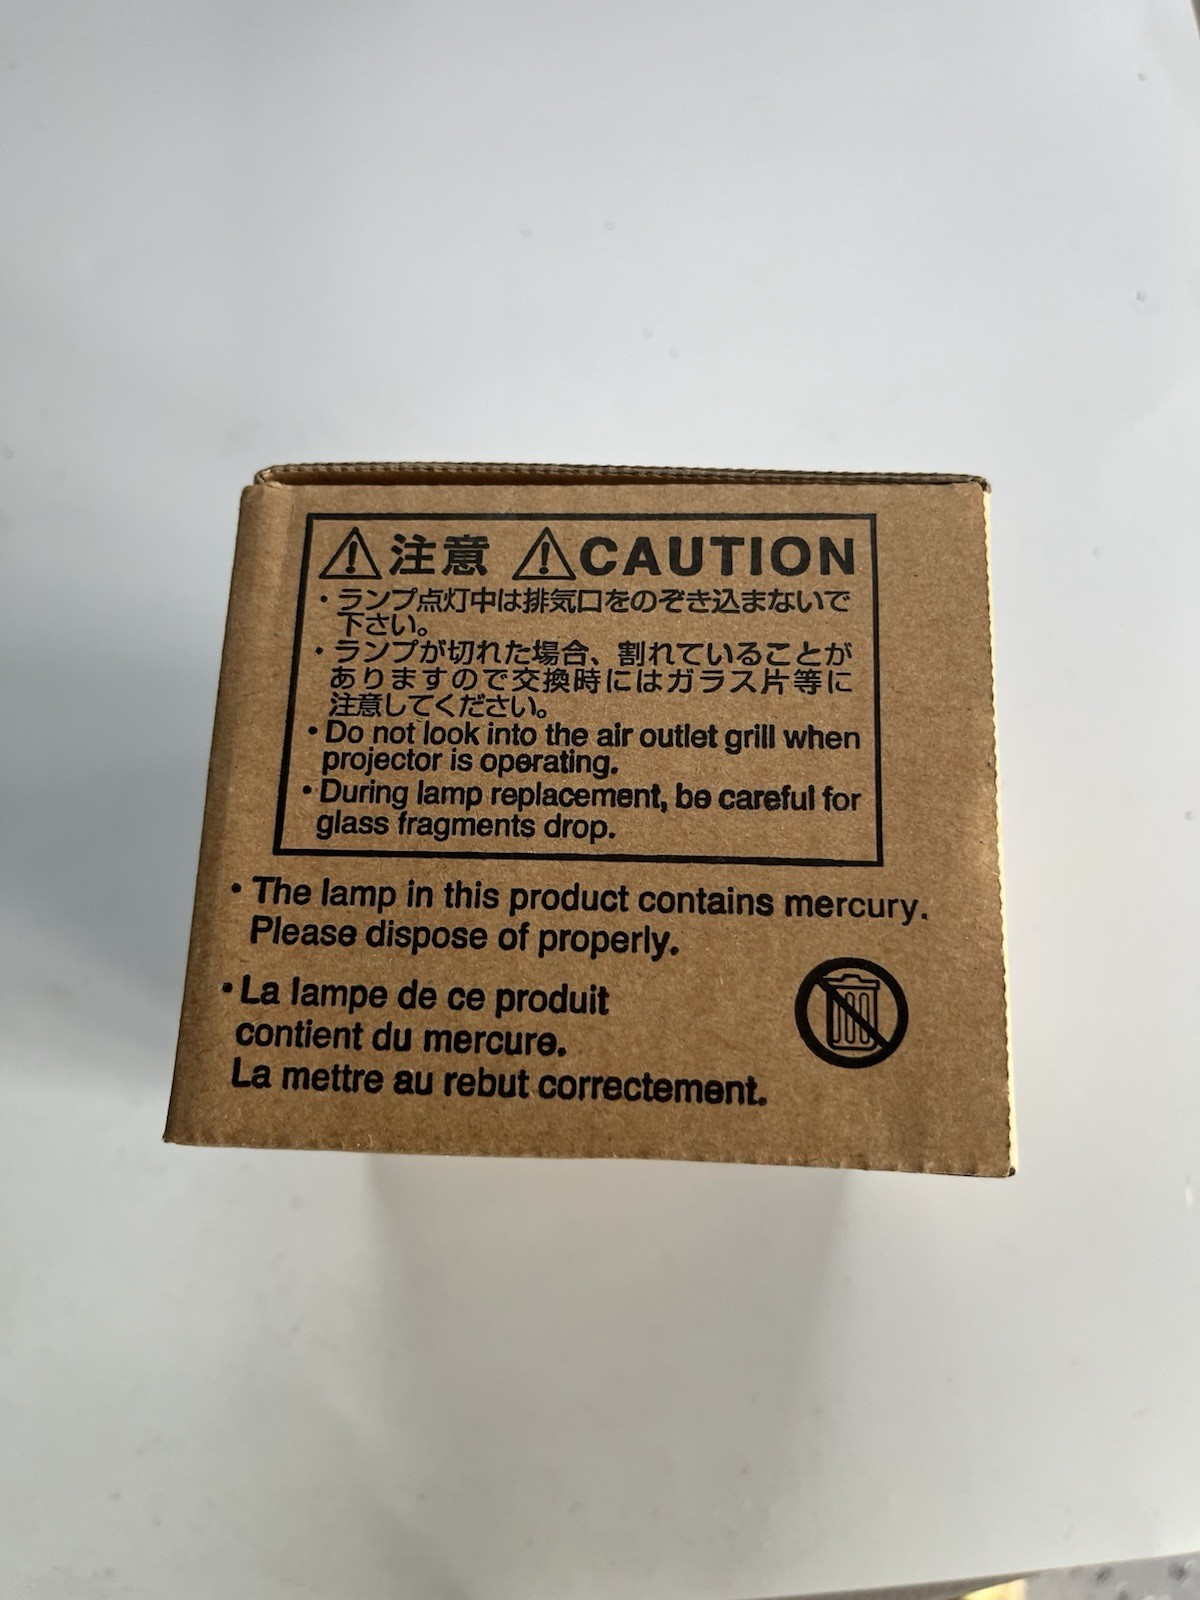 ⚠注意 ⚠CAUTION
・ランプ点灯中は排気口をのぞき込まないで
下さい。
・ランプが切れた場合、割れていることが
ありますので交換時にはガラス片等に
注意してください。
• Do not look into the air outlet grill when
projector is operating.
• During lamp replacement, be careful for
glass fragments drop.
• The lamp in this product contains mercury.
Please dispose of properly.
• La lampe de ce produit
contient du mercure.
La mettre au rebut correctement.